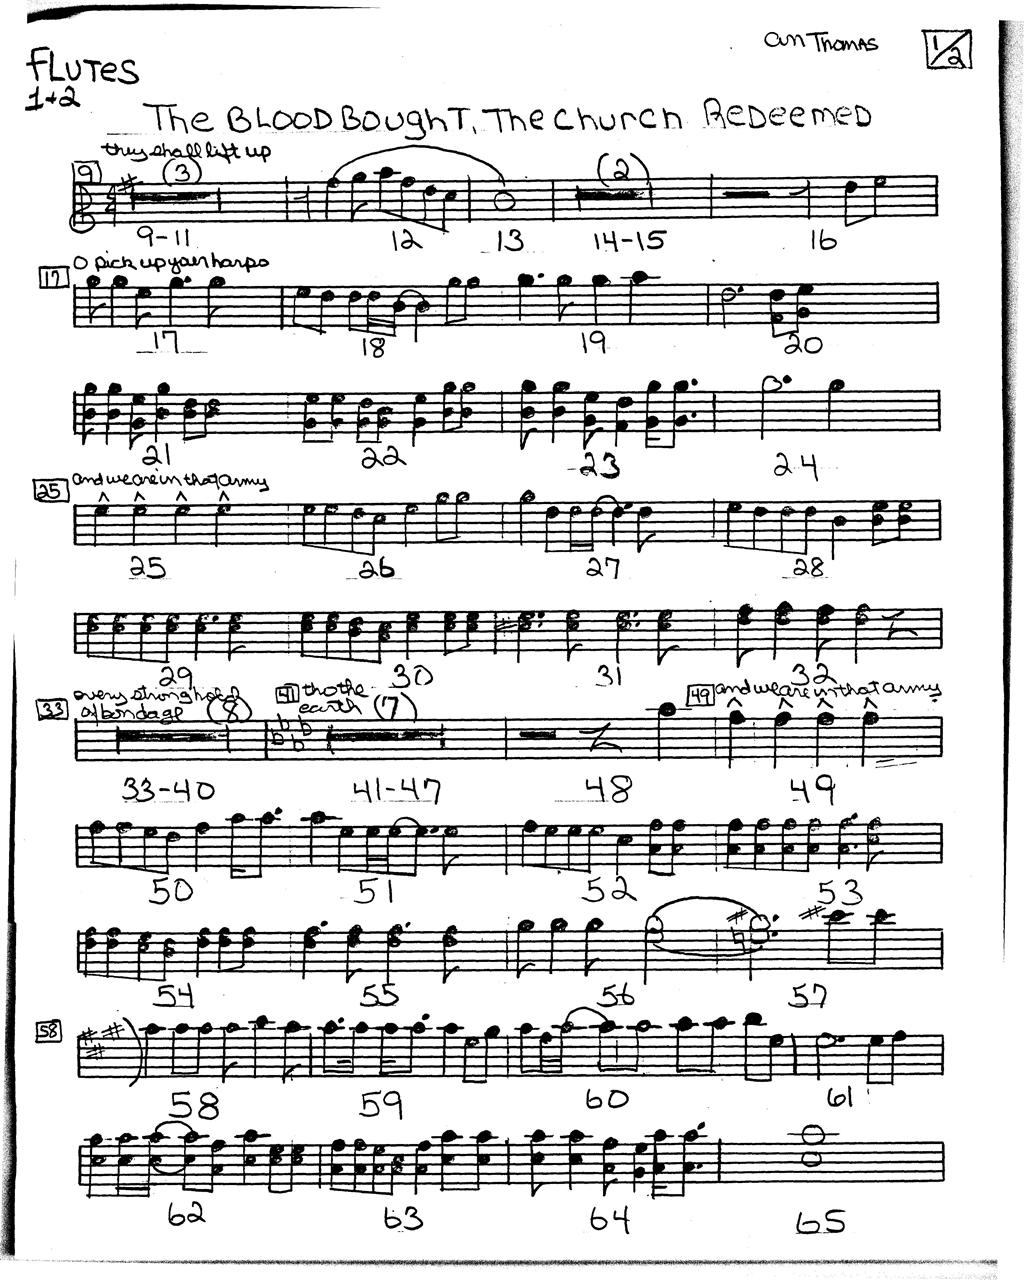 ann Thomas 1/2
FLUTES
1+2
The BLOOD BOughT, The Church Redeemed
they shall lift up
9 (3) (2)
9-11 12 13 14-15 16
O pick up your harps
17
17 18 19 20
21 22 23 24
and we are in that army
25
25 26 27 28
29 30 31 32
every stronghold of bondage (8) 41 tho the earth (7) 49 and we are in that army
33
33-40 41-47 48 49
50 51 52 53
54 55 56 57
58
58 59 60 61
62 63 64 65